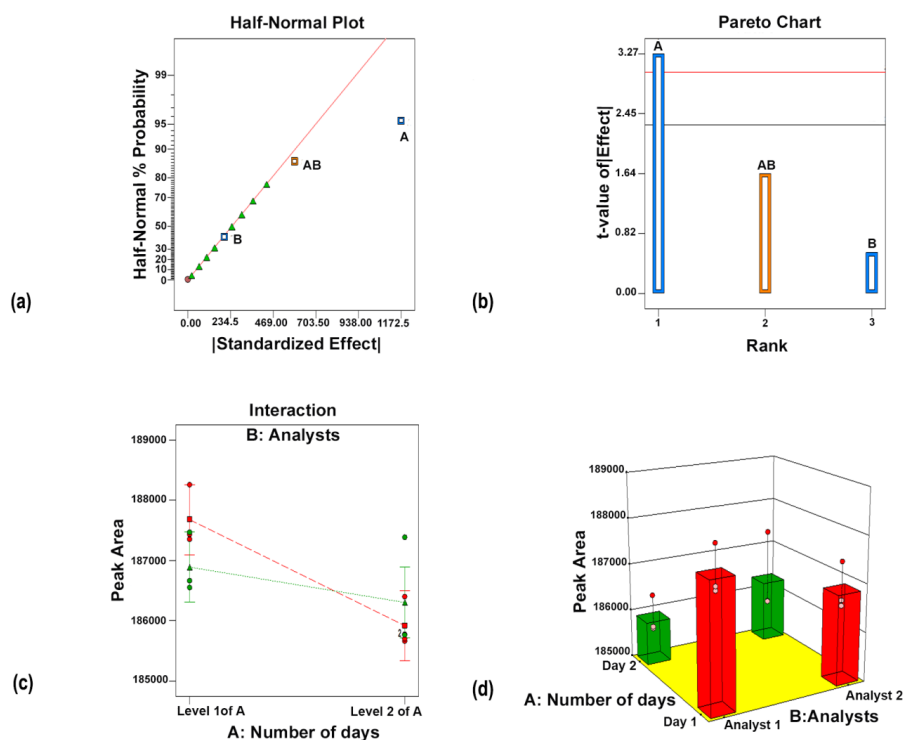 Half-Normal Plot
Half-Normal % Probability
99
95
90
80
70
50
30
20
10
0
A
AB
B
0.00
234.5
469.00
703.50
938.00
1172.5
|Standardized Effect|
(a)
Pareto Chart
t-value of|Effect|
3.27
2.45
1.64
0.82
0.00
A
AB
B
1
2
3
Rank
(b)
Interaction
B: Analysts
Peak Area
189000
188000
187000
186000
185000
2
Level 1of A
Level 2 of A
A: Number of days
(c)
Peak Area
189000
188000
187000
186000
185000
Day 2
Day 1
A: Number of days
Analyst 1
Analyst 2
B:Analysts
(d)